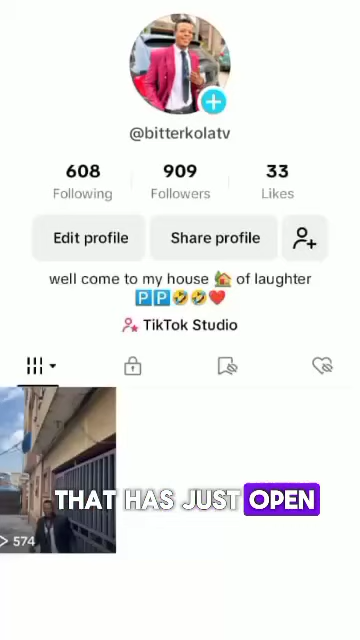 @bitterkolatv
608 909 33
Following Followers Likes
Edit profile Share profile
well come to my house 🏡 of laughter
🅿️🅿️🤣🤣❤️
TikTok Studio
THAT HAS JUST OPEN
574